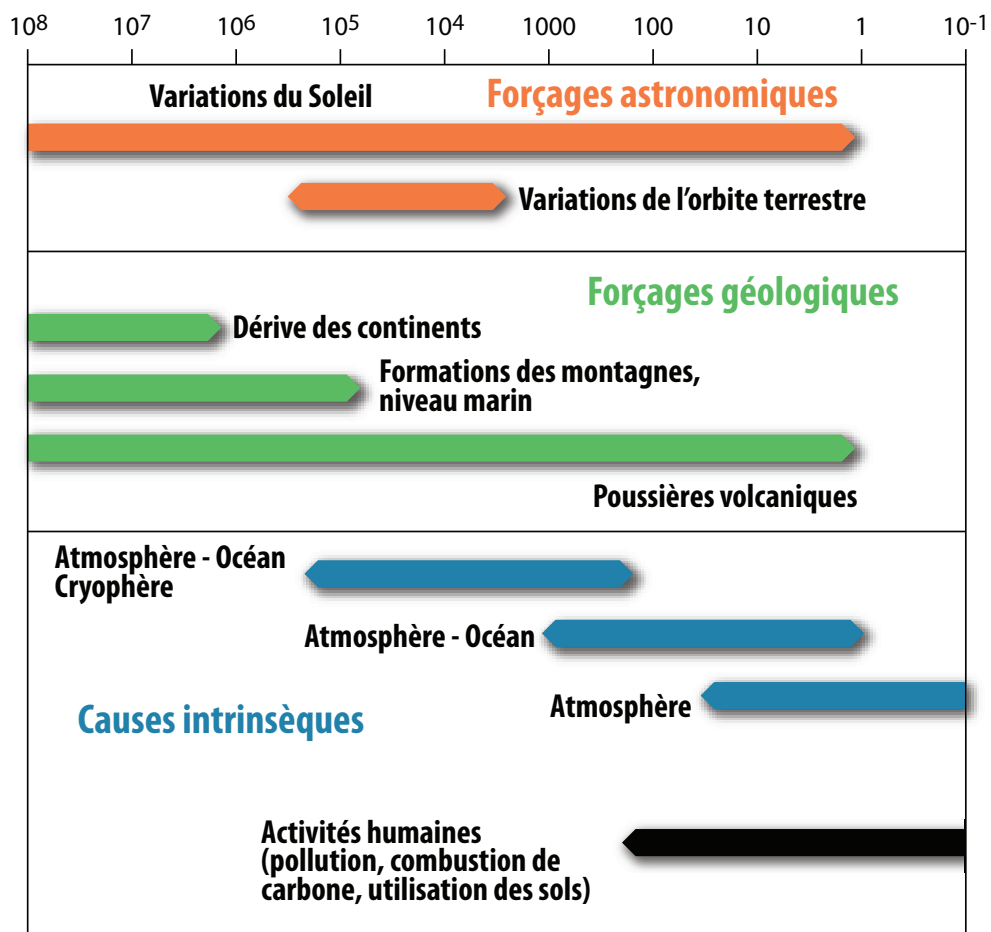 10⁸ 10⁷ 10⁶ 10⁵ 10⁴ 1000 100 10 1 10⁻¹
Variations du Soleil
Forçages astronomiques
Variations de l’orbite terrestre
Forçages géologiques
Dérive des continents
Formations des montagnes,
niveau marin
Poussières volcaniques
Atmosphère - Océan
Cryophère
Atmosphère - Océan
Atmosphère
Causes intrinsèques
Activités humaines
(pollution, combustion de
carbone, utilisation des sols)